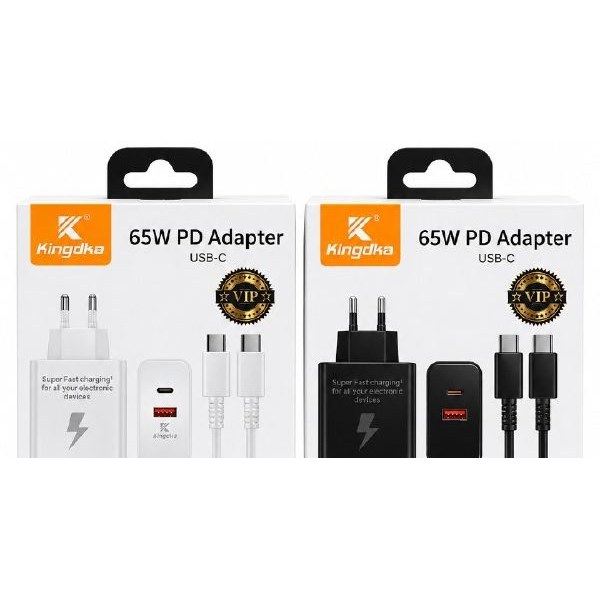 K®
Kingdka
65W PD Adapter
USB-C
VIP
Super Fast charging⁺
for all your electronic
devices
Kingdka
K®
Kingdka
65W PD Adapter
USB-C
VIP
Super Fast charging⁺
for all your electronic
devices